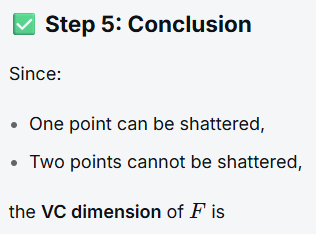 ✅ Step 5: Conclusion
Since:
• One point can be shattered,
• Two points cannot be shattered,
the VC dimension of F is